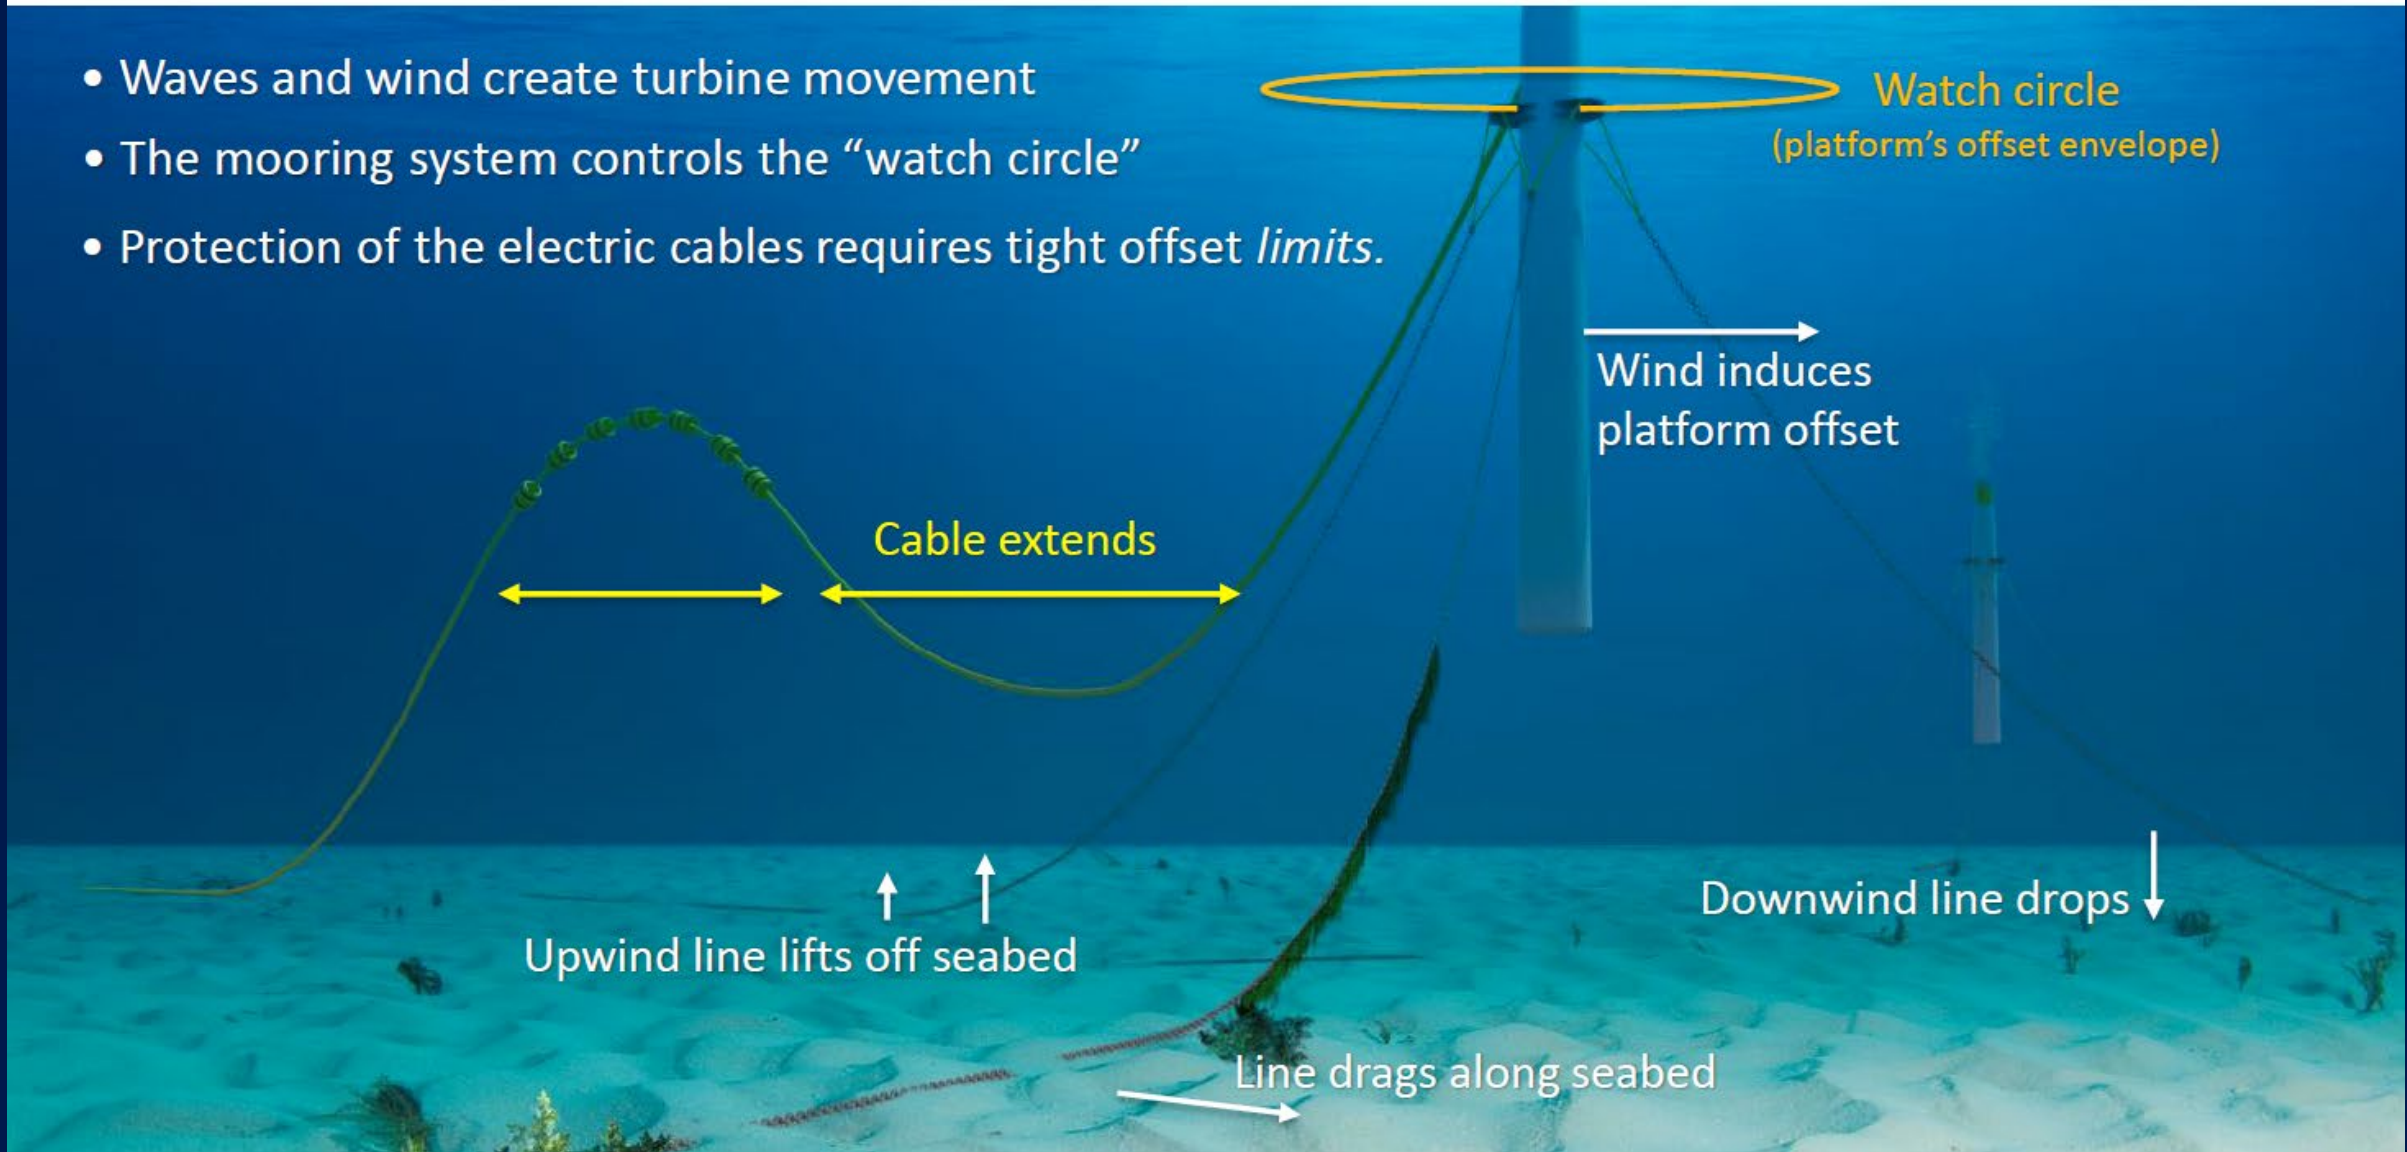 • Waves and wind create turbine movement
• The mooring system controls the “watch circle”
• Protection of the electric cables requires tight offset limits.
Watch circle
(platform’s offset envelope)
Wind induces
platform offset
Cable extends
Downwind line drops
Upwind line lifts off seabed
Line drags along seabed